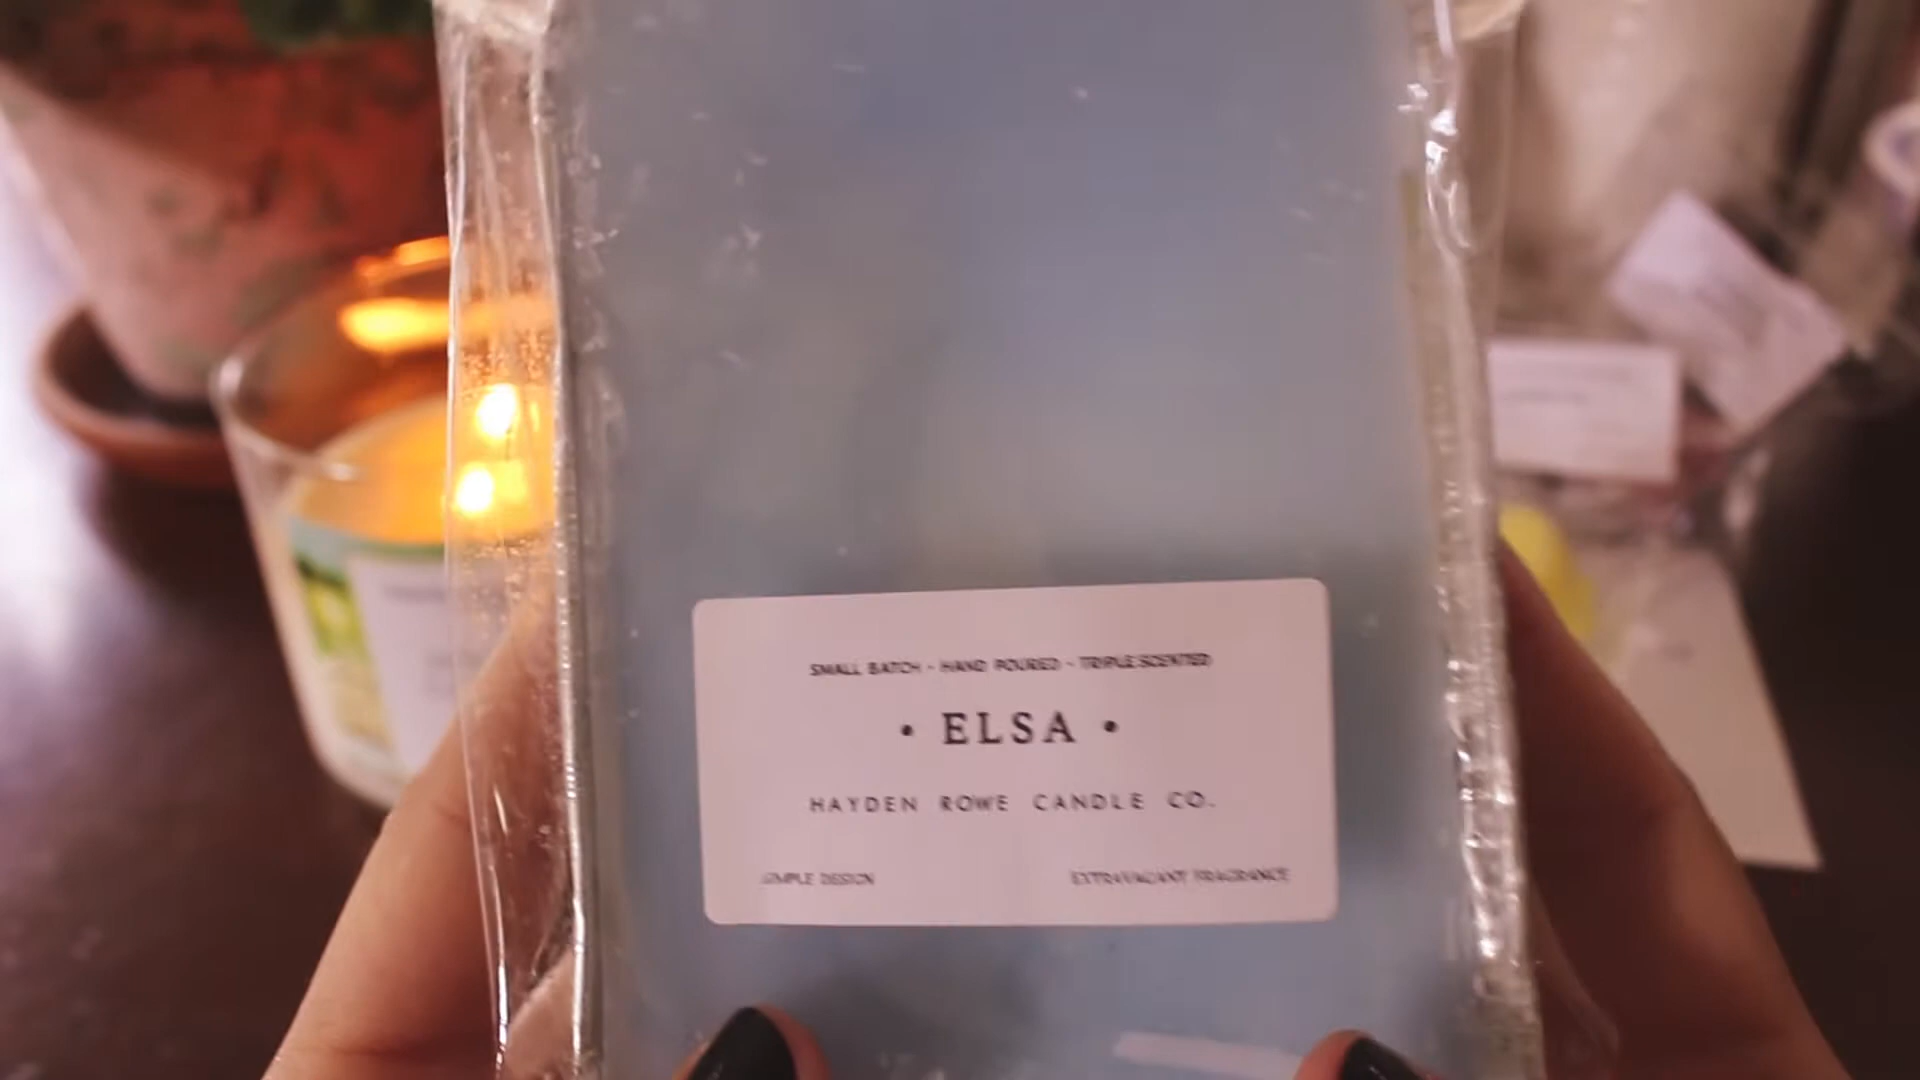 SMALL BATCH - HAND POURED - TRIPLE SCENTED
• ELSA •
HAYDEN ROWE CANDLE CO.
SIMPLE DESIGN
EXTRAVAGANT FRAGRANCE